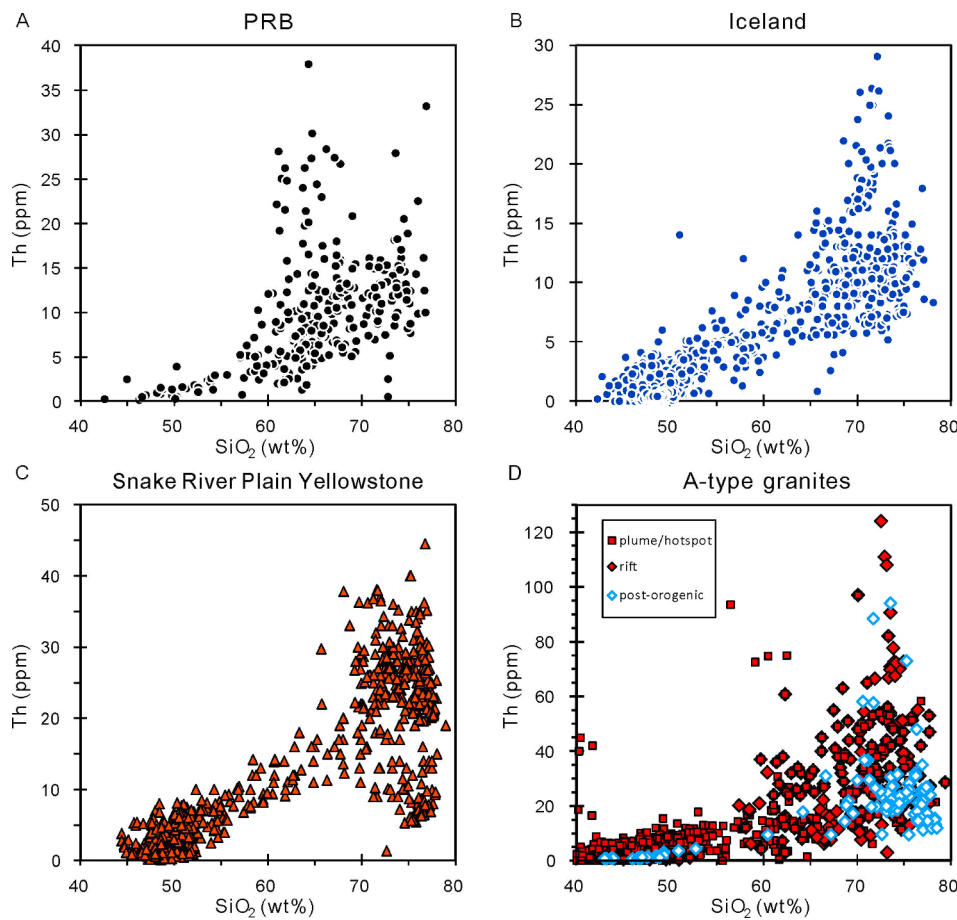 A
PRB
40
35
30
25
20
15
10
5
0
Th (ppm)
40
50
60
70
80
SiO₂ (wt%)
B
Iceland
30
25
20
15
10
5
0
Th (ppm)
40
50
60
70
80
SiO₂ (wt%)
C
Snake River Plain Yellowstone
50
40
30
20
10
0
Th (ppm)
40
50
60
70
80
SiO₂ (wt%)
D
A-type granites
120
100
80
60
40
20
0
Th (ppm)
plume/hotspot
rift
post-orogenic
40
50
60
70
80
SiO₂ (wt%)